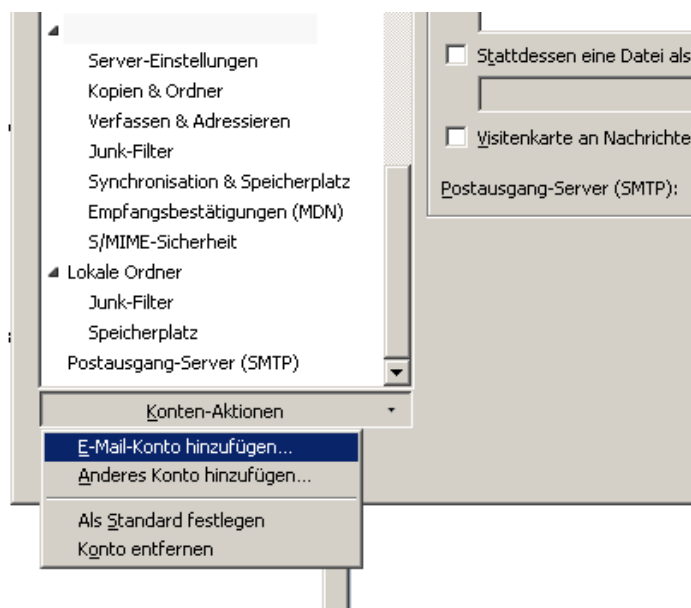 Server-Einstellungen
Kopien & Ordner
Verfassen & Adressieren
Junk-Filter
Synchronisation & Speicherplatz
Empfangsbestätigungen (MDN)
S/MIME-Sicherheit
Lokale Ordner
Junk-Filter
Speicherplatz
Postausgang-Server (SMTP)
Konten-Aktionen
E-Mail-Konto hinzufügen...
Anderes Konto hinzufügen...
Als Standard festlegen
Konto entfernen
Stattdessen eine Datei als
Visitenkarte an Nachrichte
Postausgang-Server (SMTP):